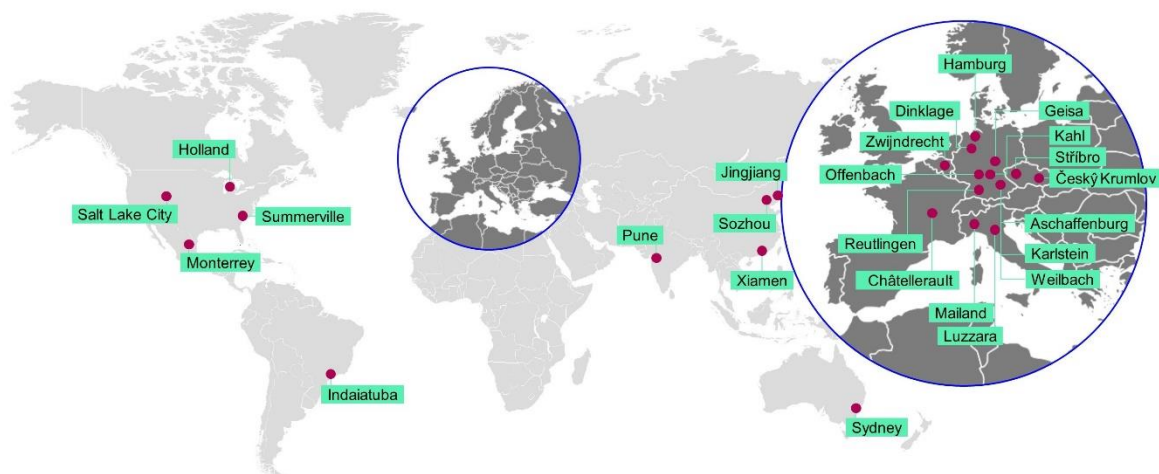 Holland
Salt Lake City
Summerville
Monterrey
Indaiatuba
Pune
Jingjiang
Sozhou
Xiamen
Sydney
Hamburg
Dinklage
Geisa
Zwijndrecht
Kahl
Stříbro
Offenbach
Český Krumlov
Aschaffenburg
Reutlingen
Karlstein
Châtellerault
Weilbach
Mailand
Luzzara